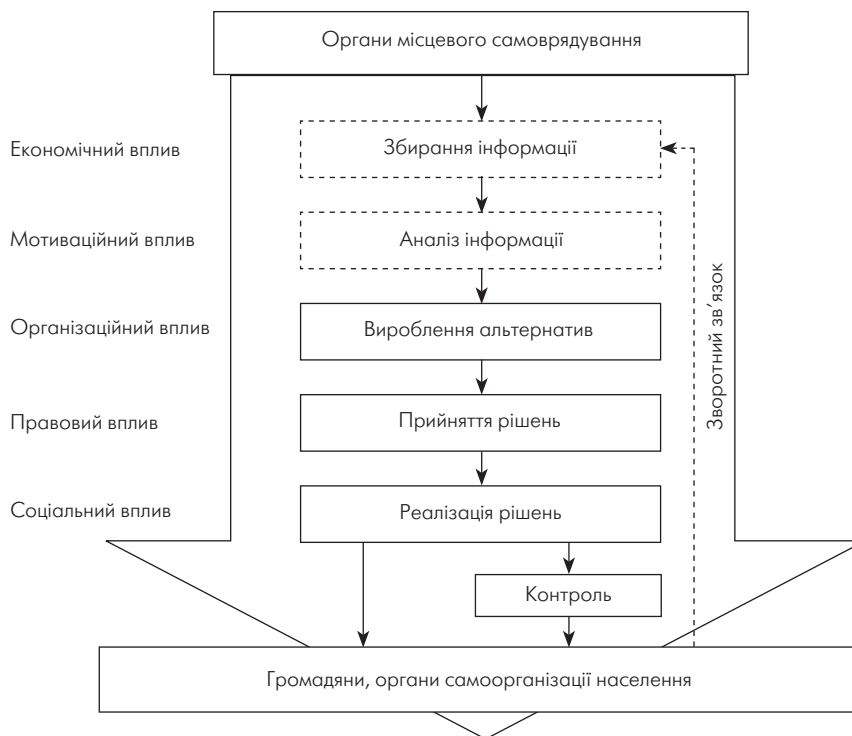 Органи місцевого самоврядування
Економічний вплив
Збирання інформації
Мотиваційний вплив
Аналіз інформації
Організаційний вплив
Вироблення альтернатив
Правовий вплив
Прийняття рішень
Соціальний вплив
Реалізація рішень
Зворотний зв’язок
Контроль
Громадяни, органи самоорганізації населення